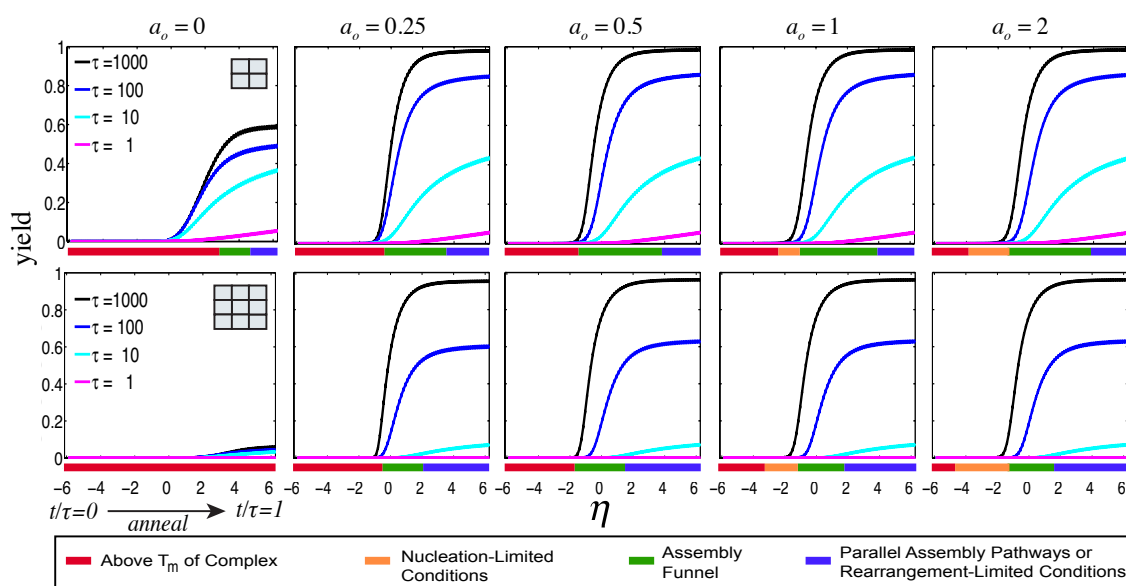 a_o = 0
a_o = 0.25
a_o = 0.5
a_o = 1
a_o = 2
yield
1
0.8
0.6
0.4
0.2
0
τ = 1000
τ = 100
τ = 10
τ = 1
1
0.8
0.6
0.4
0.2
0
τ = 1000
τ = 100
τ = 10
τ = 1
-6 -4 -2 0 2 4 6
-6 -4 -2 0 2 4 6
-6 -4 -2 0 2 4 6
-6 -4 -2 0 2 4 6
-6 -4 -2 0 2 4 6
t/τ=0 anneal t/τ=1
η
Above T_m of Complex
Nucleation-Limited
Conditions
Assembly
Funnel
Parallel Assembly Pathways or
Rearrangement-Limited Conditions